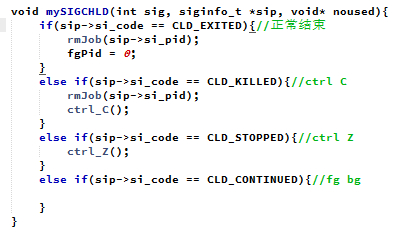 void mySIGCHLD(int sig, siginfo_t *sip, void* noused){
if(sip->si_code == CLD_EXITED){//正常结束
rmJob(sip->si_pid);
fgPid = 0;
}
else if(sip->si_code == CLD_KILLED){//ctrl C
rmJob(sip->si_pid);
ctrl_C();
}
else if(sip->si_code == CLD_STOPPED){//ctrl Z
ctrl_Z();
}
else if(sip->si_code == CLD_CONTINUED){//fg bg
}
}